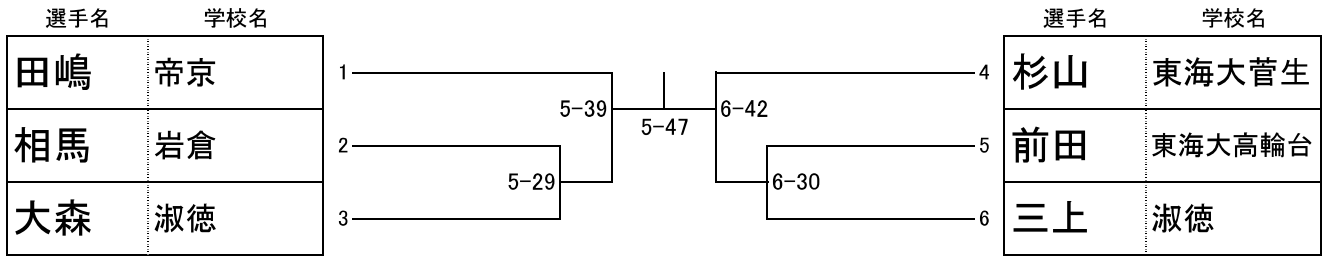 選手名 学校名 選手名 学校名
田嶋 帝京 1 4 杉山 東海大菅生
5-39 6-42
5-47
相馬 岩倉 2 5 前田 東海大高輪台
5-29 6-30
大森 淑徳 3 6 三上 淑徳